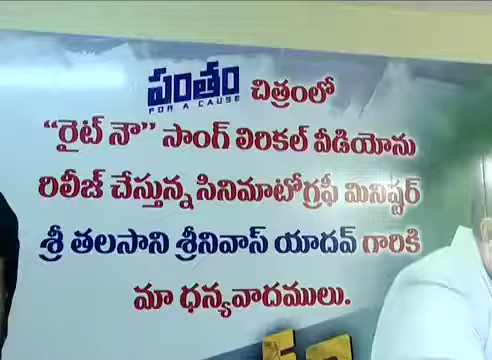 పంతం చిత్రంలో
FOR A CAUSE
“రైట్ నౌ” సాంగ్ లిరికల్ వీడియోను
రిలీజ్ చేస్తున్న సినిమాటోగ్రఫీ మినిష్టర్
శ్రీ తలసాని శ్రీనివాస్ యాదవ్ గారికి
మా ధన్యవాదములు.